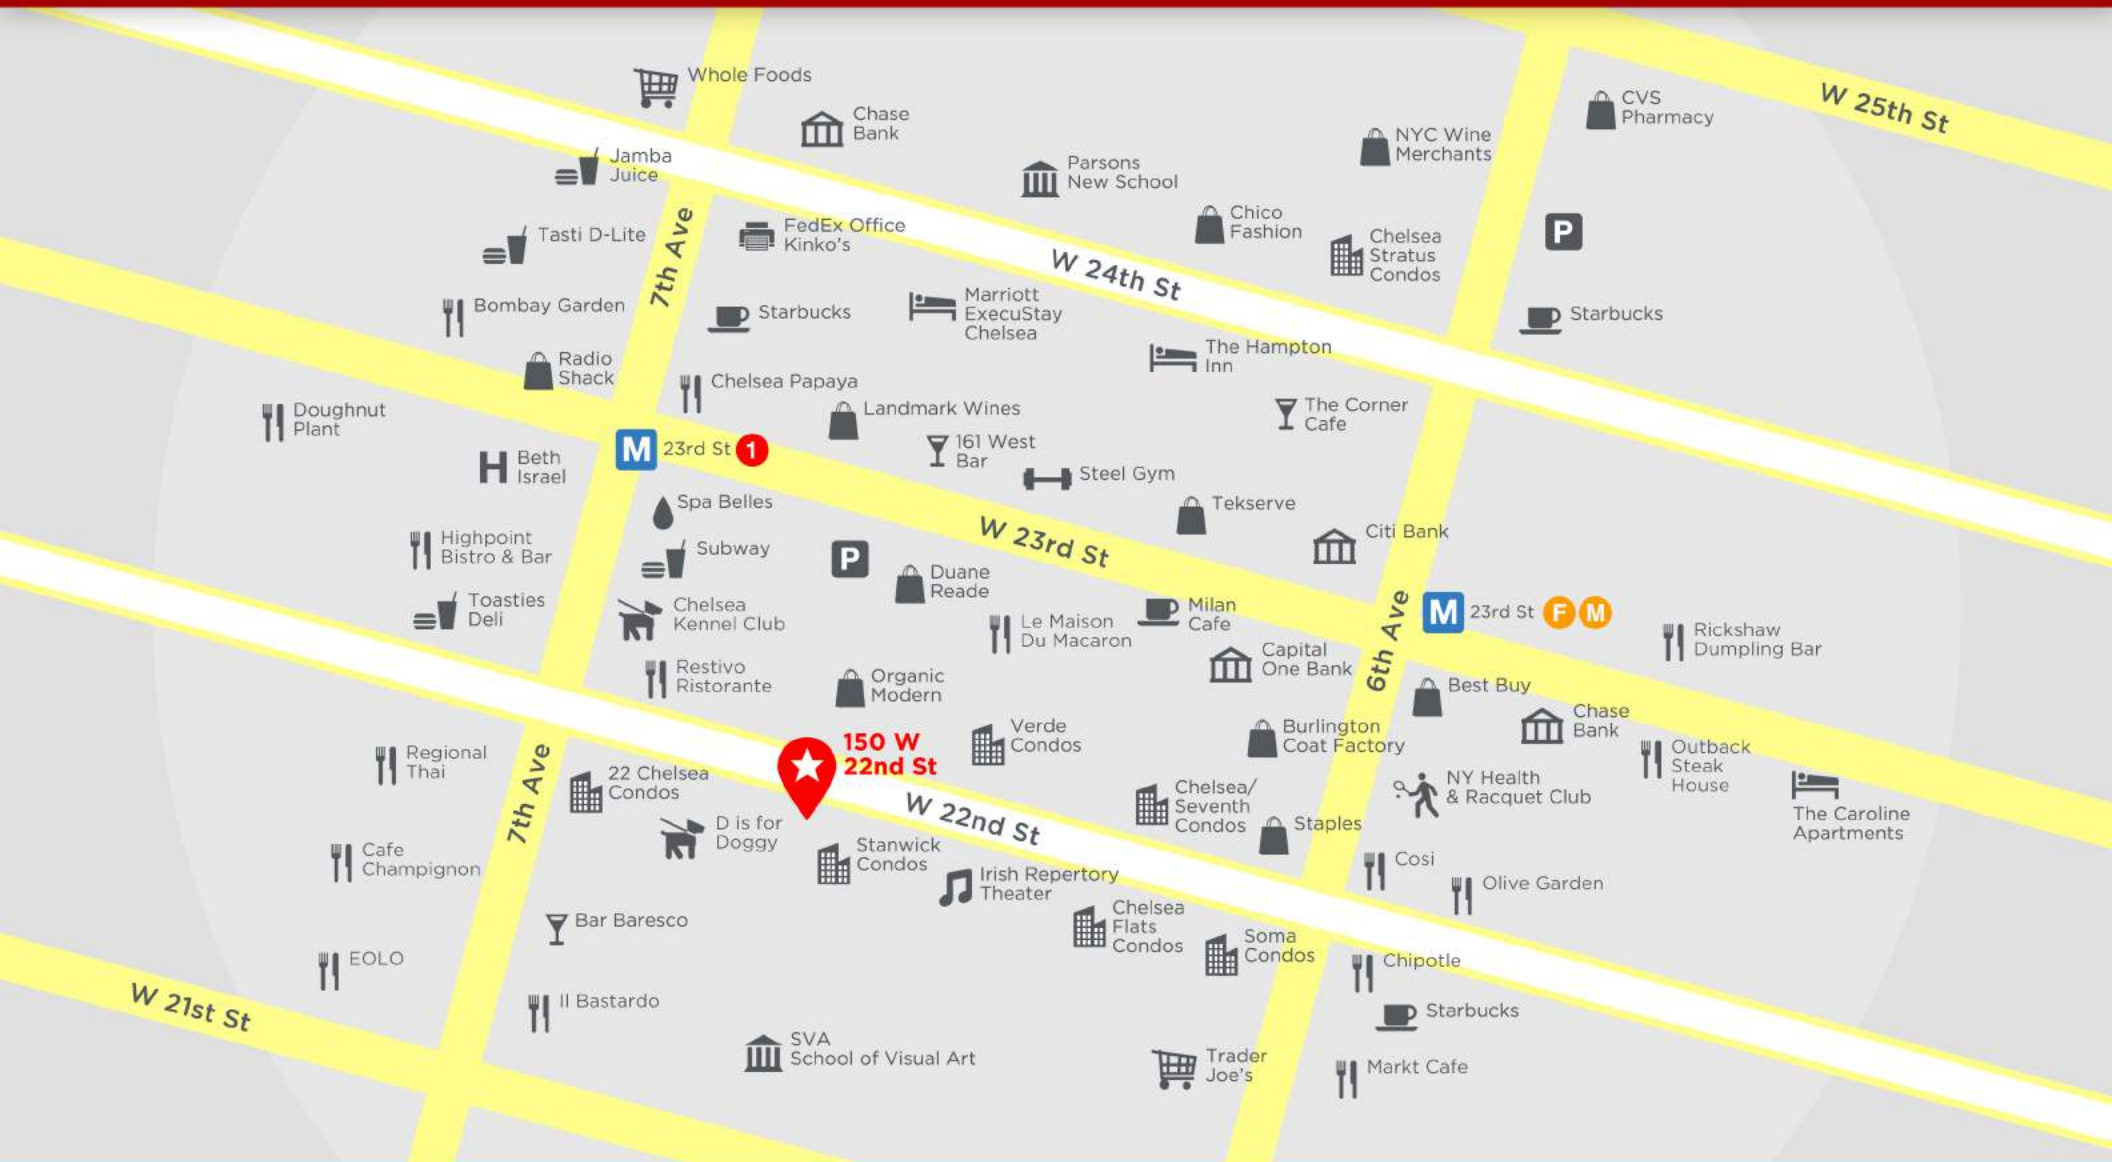 Whole Foods
Chase
Bank
CVS
Pharmacy
W 25th St
NYC Wine
Merchants
Jamba
Juice
Parsons
New School
Tasti D-Lite
7th Ave
FedEx Office
Kinko's
Chico
Fashion
Chelsea
Stratus
Condos
P
W 24th St
Bombay Garden
Starbucks
Marriott
ExecuStay
Chelsea
Starbucks
Radio
Shack
Chelsea Papaya
The Hampton
Inn
Doughnut
Plant
Landmark Wines
The Corner
Cafe
M 23rd St 1
161 West
Bar
H Beth
Israel
Steel Gym
Spa Belles
Tekserve
W 23rd St
Citi Bank
Highpoint
Bistro & Bar
Subway
P
Duane
Reade
Toasties
Deli
Chelsea
Kennel Club
Le Maison
Du Macaron
Milan
Cafe
6th Ave
M 23rd St F M
Rickshaw
Dumpling Bar
Restivo
Ristorante
Organic
Modern
Capital
One Bank
Best Buy
Chase
Bank
Regional
Thai
150 W
22nd St
Verde
Condos
Burlington
Coat Factory
Outback
Steak
House
7th Ave
22 Chelsea
Condos
W 22nd St
Chelsea/
Seventh
Condos
NY Health
& Racquet Club
The Caroline
Apartments
D is for
Doggy
Staples
Cafe
Champignon
Stanwick
Condos
Cosi
Irish Repertory
Theater
Olive Garden
Bar Baresco
Chelsea
Flats
Condos
Soma
Condos
EOLO
Chipotle
W 21st St
Il Bastardo
Starbucks
SVA
School of Visual Art
Trader
Joe's
Markt Cafe